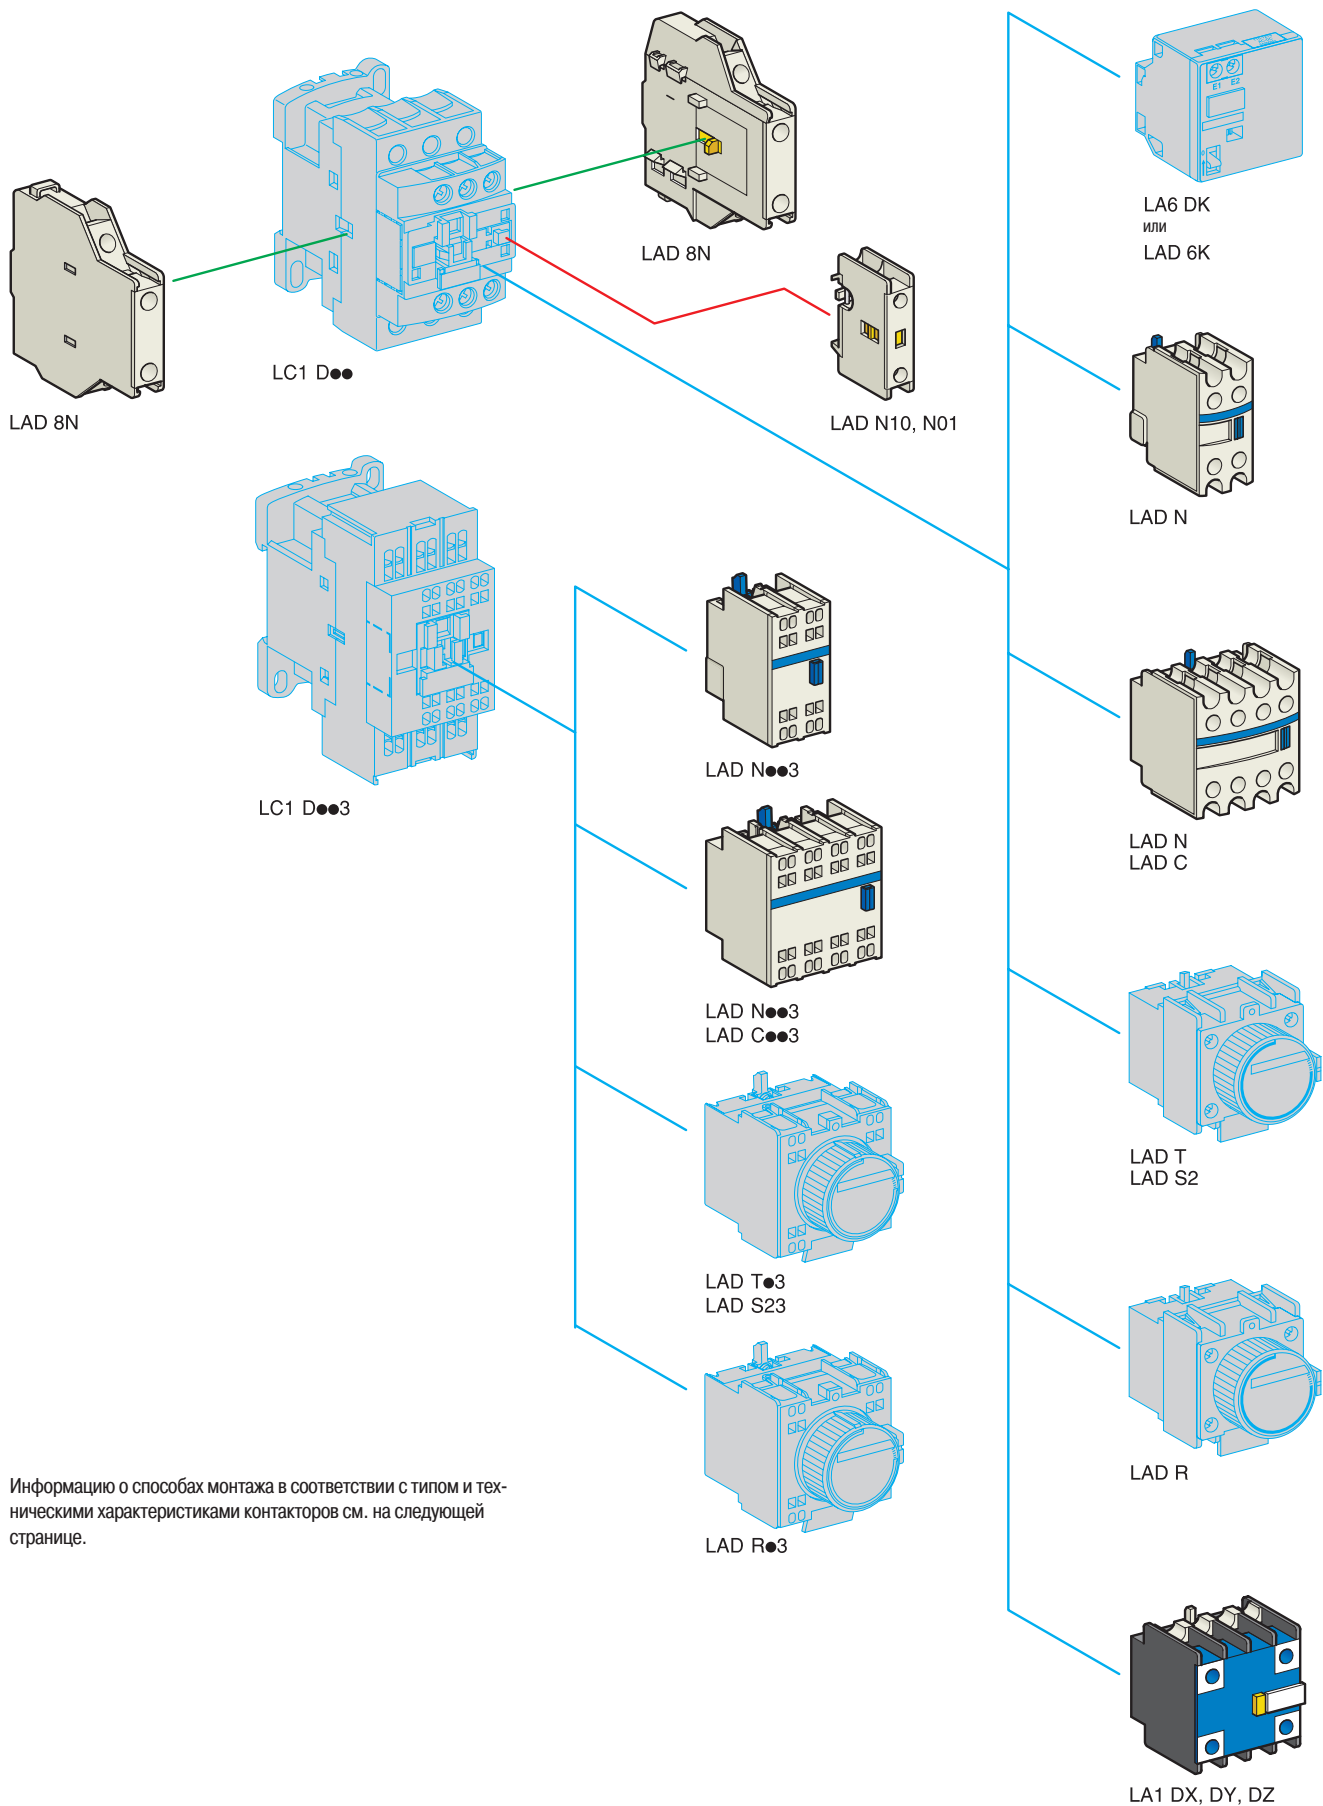 E1 E2
LA6 DK
или
LAD 6K
LAD 8N
LC1 D●●
LAD 8N
LAD N10, N01
LAD N
LC1 D●●3
LAD N●●3
LAD N
LAD C
LAD N●●3
LAD C●●3
LAD T
LAD S2
LAD T●3
LAD S23
LAD R
Информацию о способах монтажа в соответствии с типом и тех-
ническими характеристиками контакторов см. на следующей
странице.
LAD R●3
LA1 DX, DY, DZ